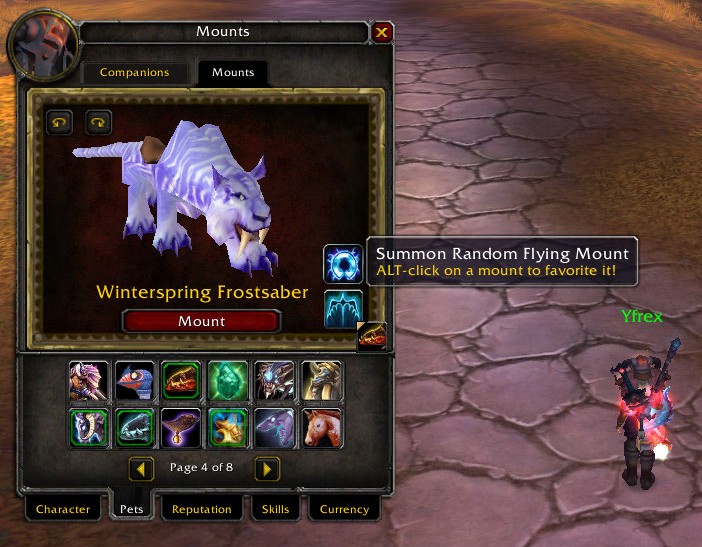 Mounts
Companions
Mounts
Summon Random Flying Mount
ALT-click on a mount to favorite it!
Winterspring Frostsaber
Mount
Yfrex
Page 4 of 8
Character
Pets
Reputation
Skills
Currency